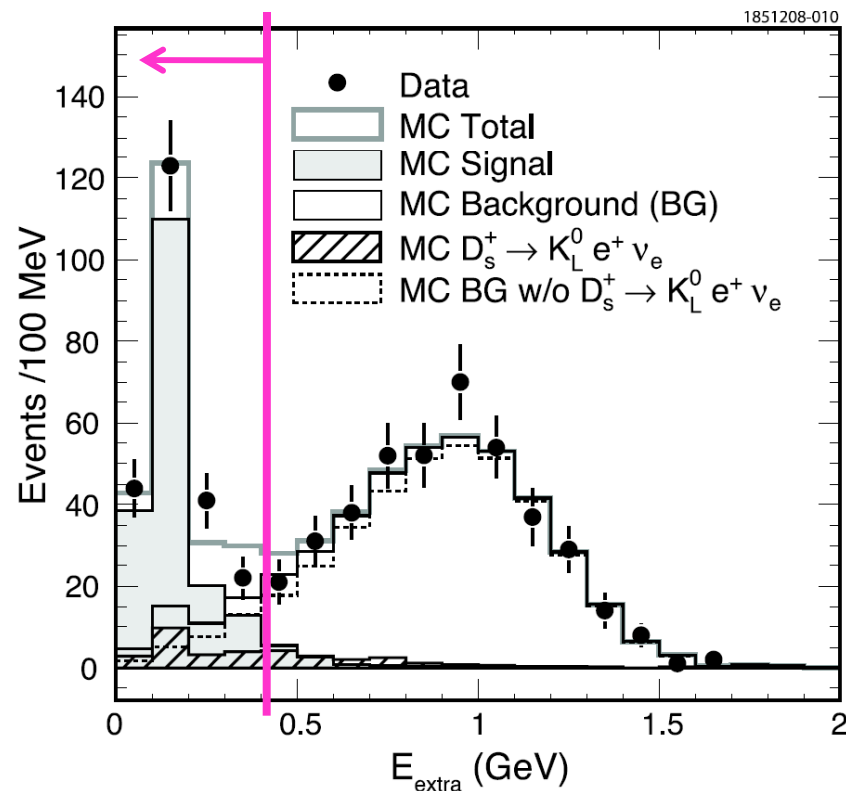 1851208-010
Data
MC Total
MC Signal
MC Background (BG)
MC D_s^+ → K_L^0 e^+ ν_e
MC BG w/o D_s^+ → K_L^0 e^+ ν_e
Events /100 MeV
140
120
100
80
60
40
20
0
0 0.5 1 1.5 2
E_extra (GeV)